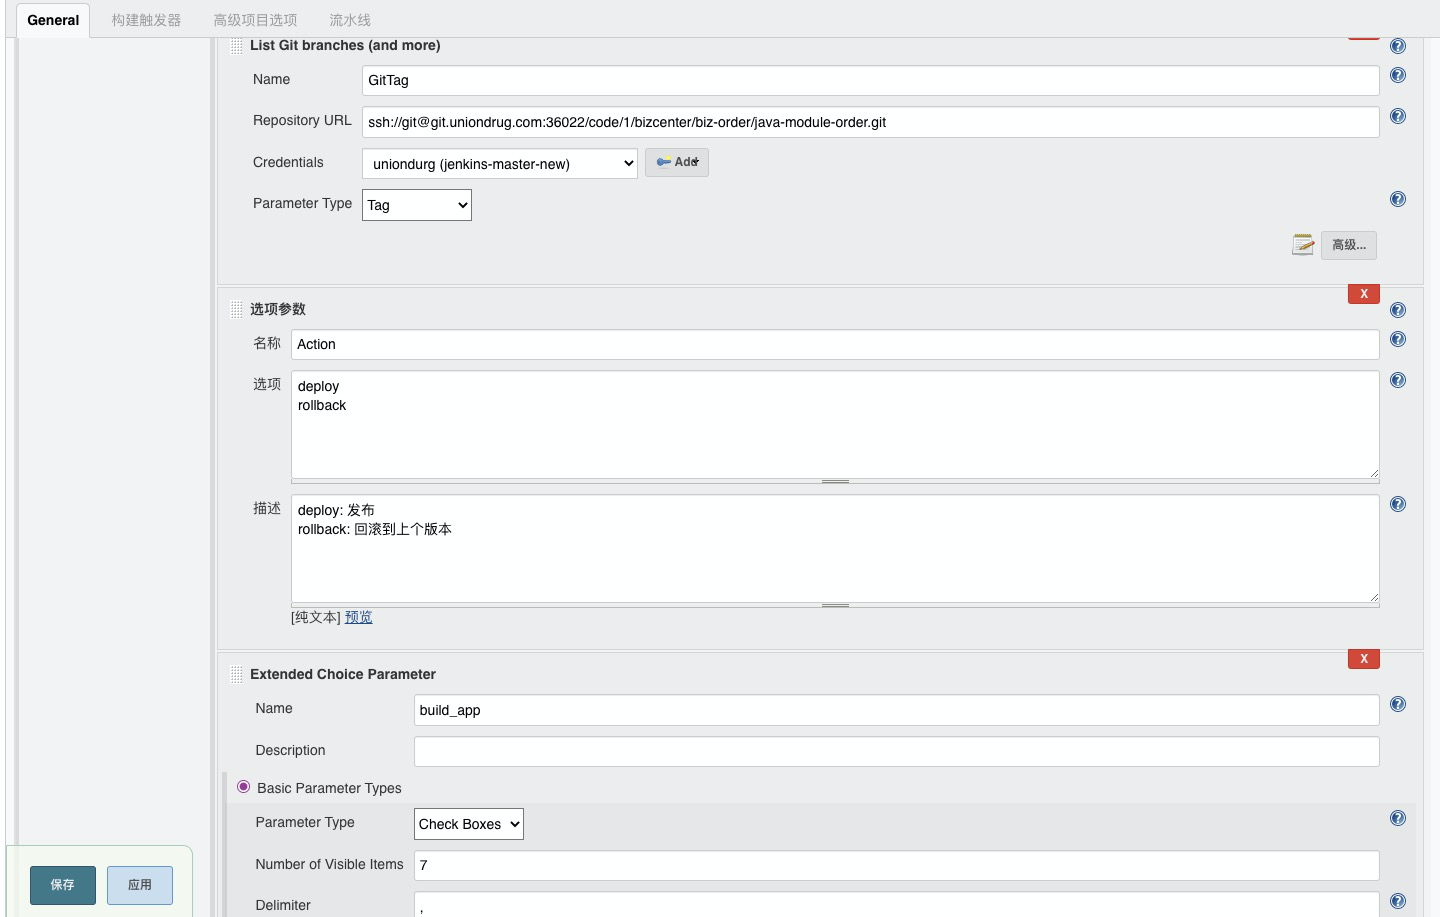 General 构建触发器 高级项目选项 流水线
List Git branches (and more)
Name GitTag
Repository URL ssh://git@git.uniondrug.com:36022/code/1/bizcenter/biz-order/java-module-order.git
Credentials uniondurg (jenkins-master-new) Add
Parameter Type Tag
高级...
X
选项参数
名称 Action
选项 deploy
rollback
描述 deploy: 发布
rollback: 回滚到上个版本
[纯文本] 预览
X
Extended Choice Parameter
Name build_app
Description
Basic Parameter Types
Parameter Type Check Boxes
Number of Visible Items 7
保存 应用
Delimiter ,